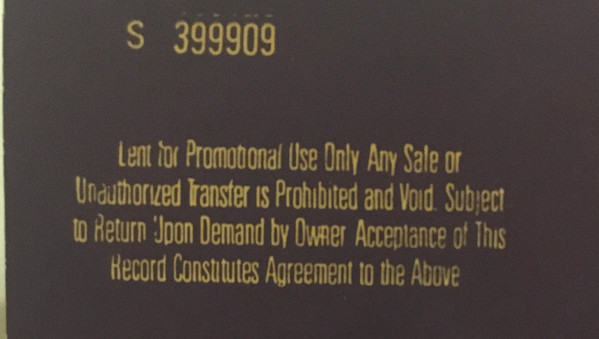 S 399909
Lent for Promotional Use Only Any Sale or
Unauthorized Transfer is Prohibited and Void. Subject
to Return Upon Demand by Owner Acceptance of This
Record Constitutes Agreement to the Above